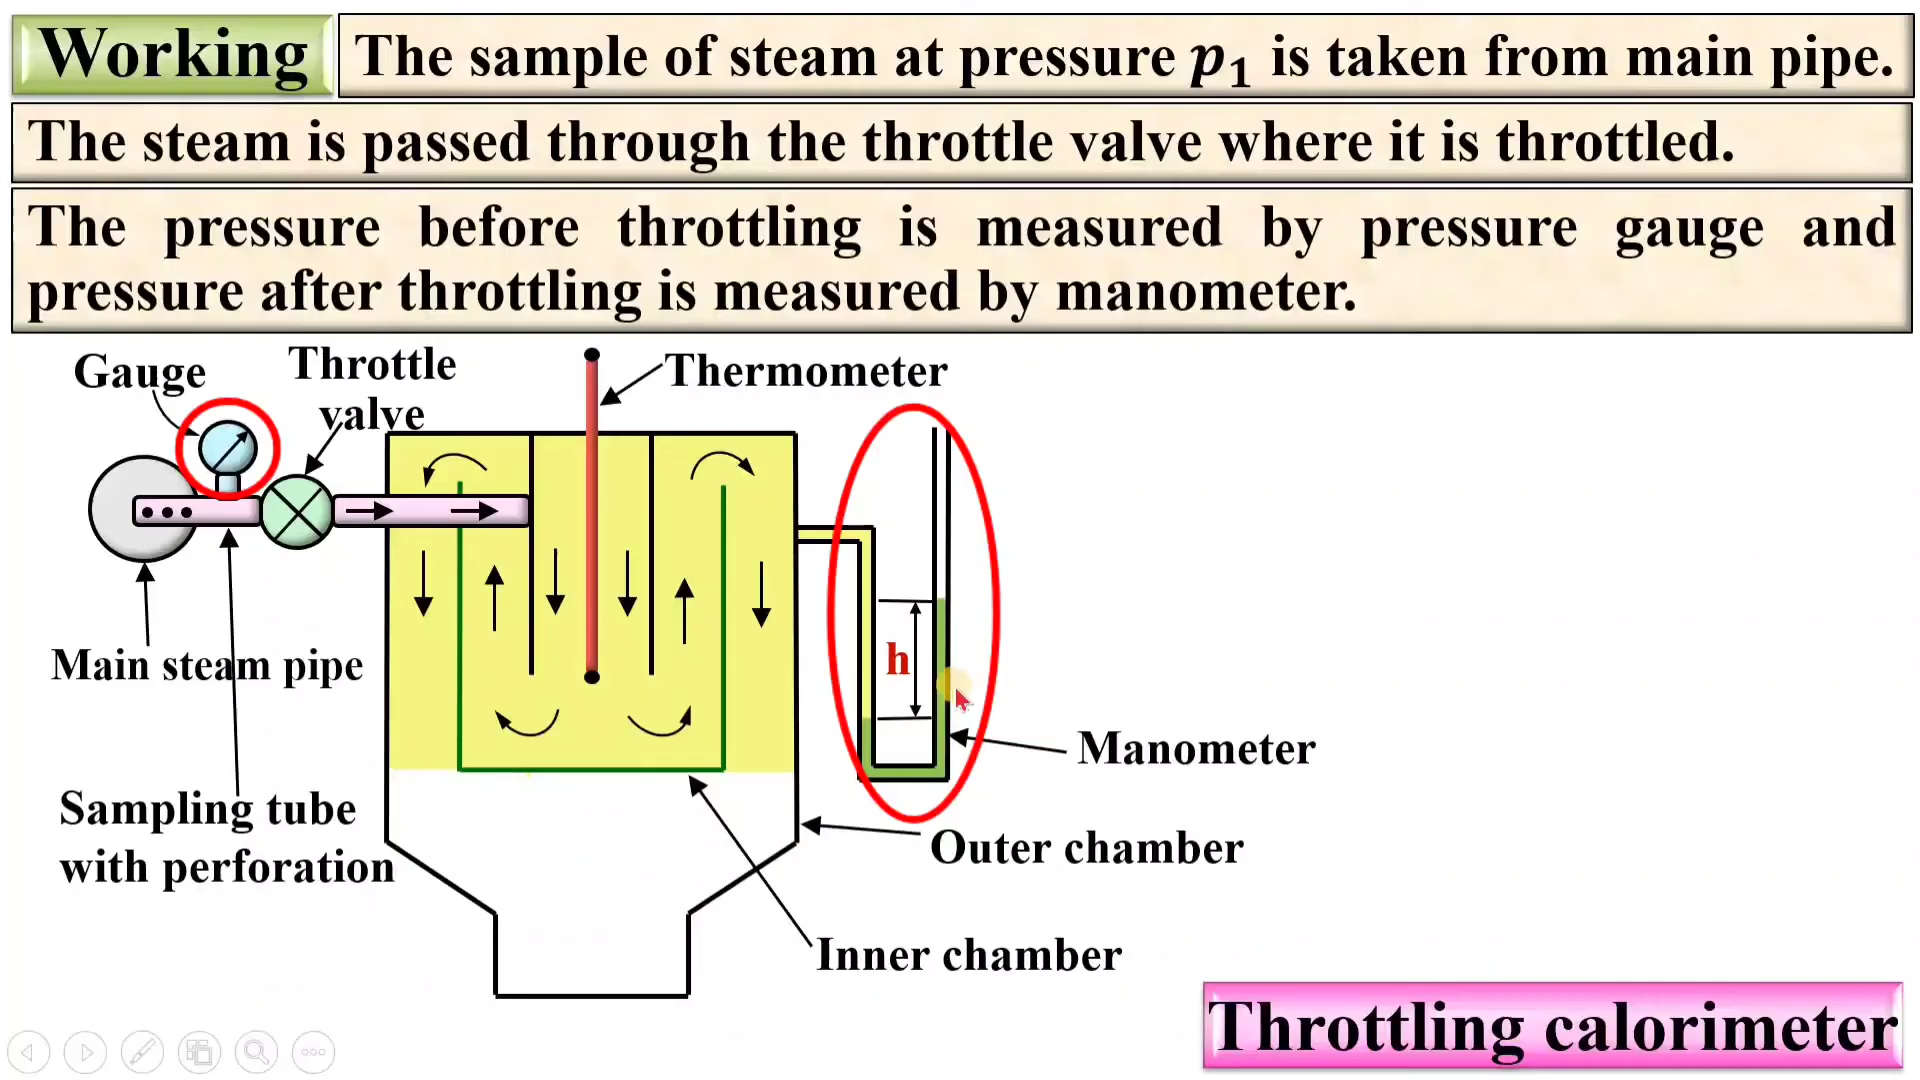 Working
The sample of steam at pressure p₁ is taken from main pipe.
The steam is passed through the throttle valve where it is throttled.
The pressure before throttling is measured by pressure gauge and
pressure after throttling is measured by manometer.
Gauge
Throttle
valve
Thermometer
h
Main steam pipe
Manometer
Sampling tube
with perforation
Outer chamber
Inner chamber
Throttling calorimeter